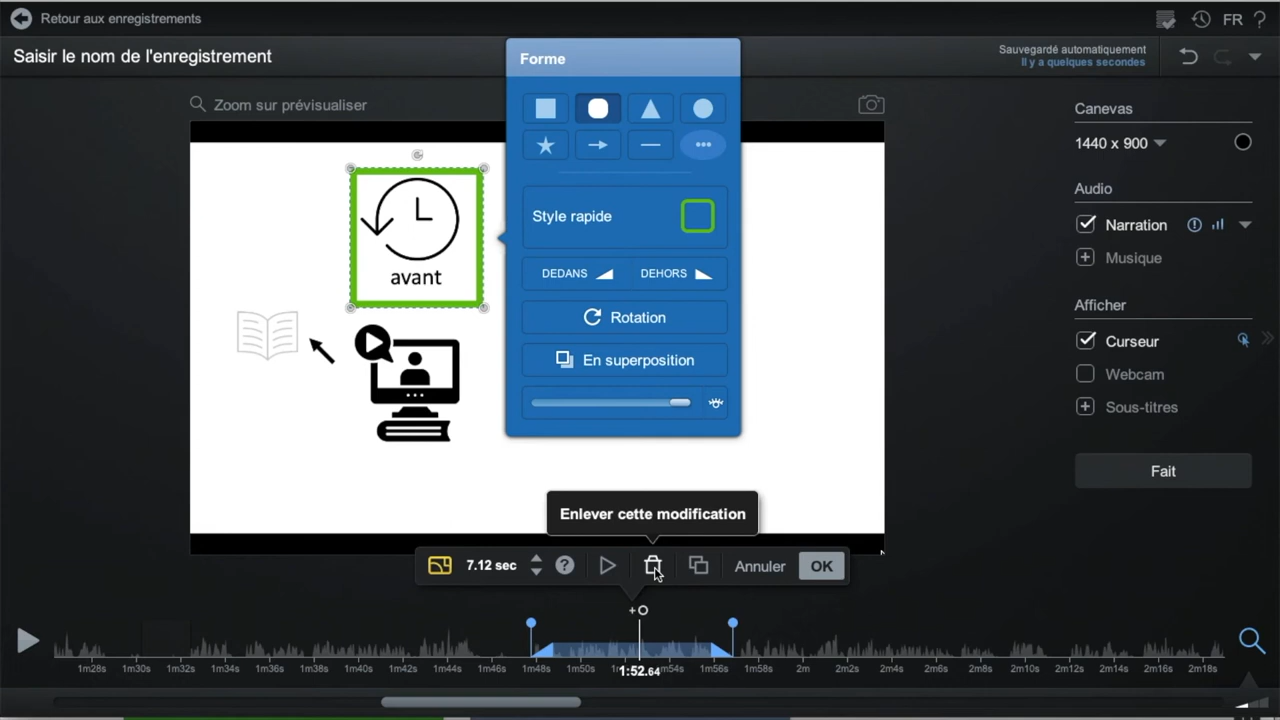 Retour aux enregistrements
FR ?
Saisir le nom de l'enregistrement
Sauvegardé automatiquement
Il y a quelques secondes
Forme
Zoom sur prévisualiser
Canevas
1440 x 900
Audio
Narration
Musique
Afficher
Curseur
Webcam
Sous-titres
Fait
Style rapide
DEDANS
DEHORS
Rotation
En superposition
avant
Enlever cette modification
7.12 sec
?
Annuler
OK
1m28s 1m30s 1m32s 1m34s 1m36s 1m38s 1m40s 1m42s 1m44s 1m46s 1m48s 1m50s 1:52.64 m54s 1m56s 1m58s 2m 2m2s 2m4s 2m6s 2m8s 2m10s 2m12s 2m14s 2m16s 2m18s